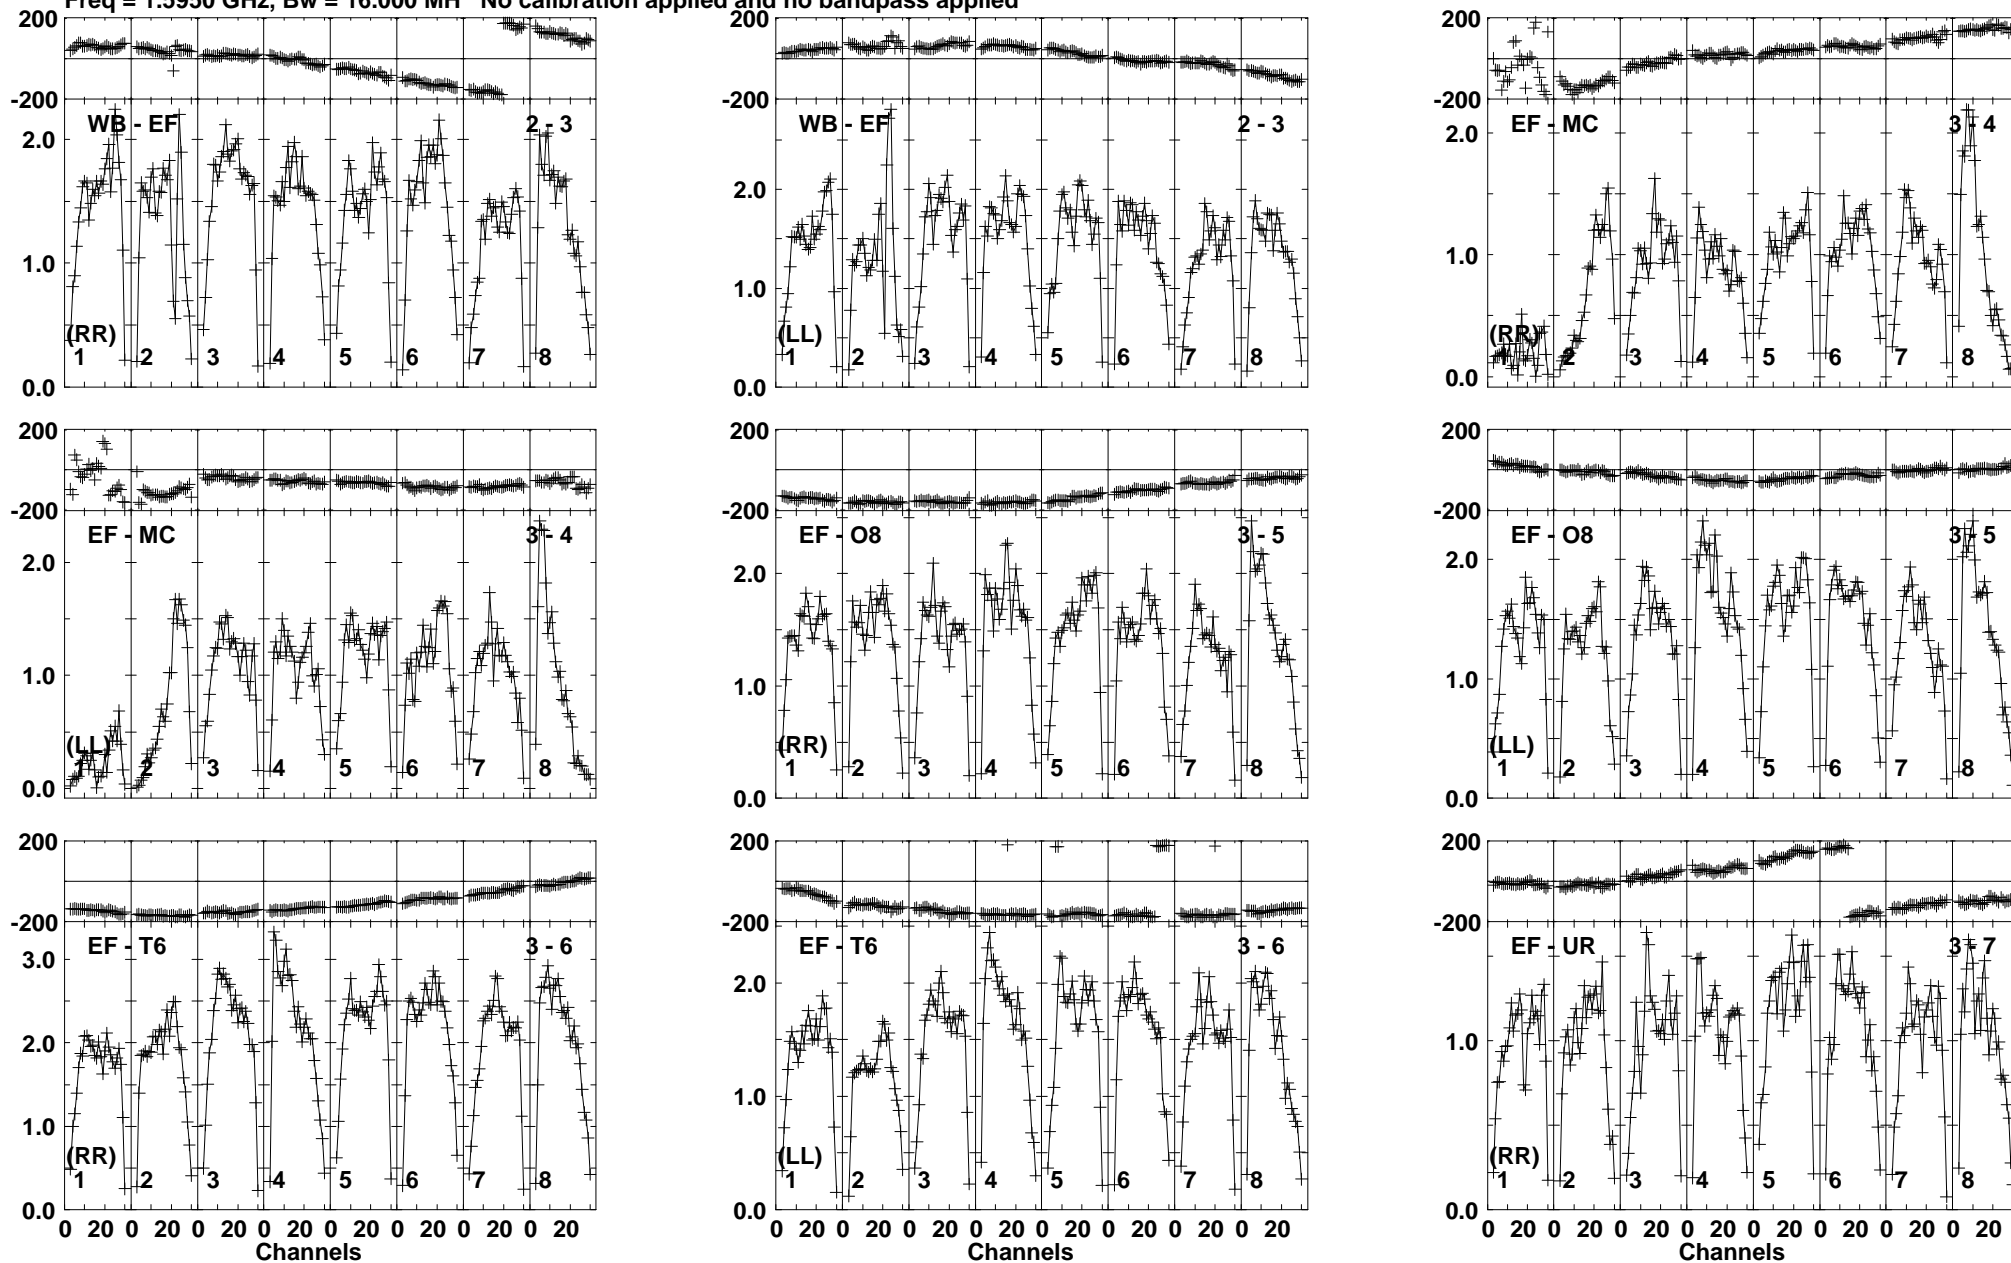 Freq = 1.5950 GHz, Bw = 16.000 MH No calibration applied and no bandpass applied
200 200 200
-200 -200 -200
WB - EF 2 - 3 WB - EF 2 - 3 EF - MC 3 - 4
2.0 2.0 2.0
1.0 1.0 1.0
(RR) (LL) (RR)
1 2 3 4 5 6 7 8 1 2 3 4 5 6 7 8 1 2 3 4 5 6 7 8
0.0 0.0 0.0
200 200 200
-200 -200 -200
EF - MC 3 - 4 EF - O8 3 - 5 EF - O8 3 - 5
2.0 2.0 2.0
1.0 1.0 1.0
(LL) (RR) (LL)
1 2 3 4 5 6 7 8 1 2 3 4 5 6 7 8 1 2 3 4 5 6 7 8
0.0 0.0 0.0
200 200 200
-200 -200 -200
EF - T6 3 - 6 EF - T6 3 - 6 EF - UR 3 - 7
3.0
2.0 2.0
1.0 1.0 1.0
(RR) (LL) (RR)
1 2 3 4 5 6 7 8 1 2 3 4 5 6 7 8 1 2 3 4 5 6 7 8
0.0 0.0 0.0
0 20 0 20 0 20 0 20 0 20 0 20 0 20 0 20 0 20 0 20 0 20 0 20 0 20 0 20 0 20 0 20 0 20 0 20 0 20 0 20 0 20 0 20 0 20 0 20
Channels Channels Channels